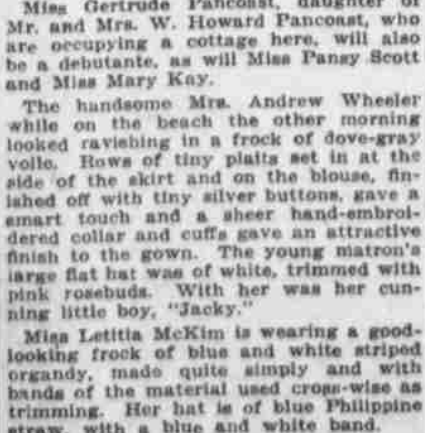 Miss Gertrude Pancoast, daughter of
Mr. and Mrs. W. Howard Pancoast, who
are occupying a cottage here, will also
be a debutante, as will Miss Pansy Scott
and Miss Mary Kay.
The handsome Mrs. Andrew Wheeler
while on the beach the other morning
looked ravishing in a frock of dove-gray
voile. Rows of tiny plaits set in at the
side of the skirt and on the blouse, fin-
ished off with tiny silver buttons, gave a
smart touch and a sheer hand-embroi-
dered collar and cuffs gave an attractive
finish to the gown. The young matron's
large flat hat was of white, trimmed with
pink rosebuds. With her was her cun-
ning little boy, "Jacky."
Miss Letitia McKim is wearing a good-
looking frock of blue and white striped
organdy, made quite simply and with
bands of the material used cross-wise as
trimming. Her hat is of blue Philippine
straw, with a blue and white band.